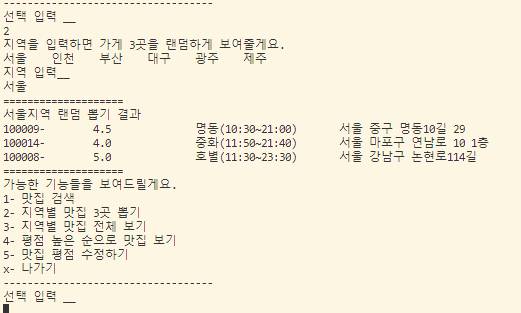 ----------------------------------
선택 입력 __
2
지역을 입력하면 가게 3곳을 랜덤하게 보여줄게요.
서울 인천 부산 대구 광주 제주
지역 입력__
서울
===================
서울지역 랜덤 뽑기 결과
100009- 4.5 명동(10:30~21:00) 서울 중구 명동10길 29
100014- 4.0 중화(11:50~21:40) 서울 마포구 연남로 10 1층
100008- 5.0 호별(11:30~23:30) 서울 강남구 논현로114길
===================
가능한 기능들을 보여드릴게요.
1- 맛집 검색
2- 지역별 맛집 3곳 뽑기
3- 지역별 맛집 전체 보기
4- 평점 높은 순으로 맛집 보기
5- 맛집 평점 수정하기
x- 나가기
----------------------------------
선택 입력 __